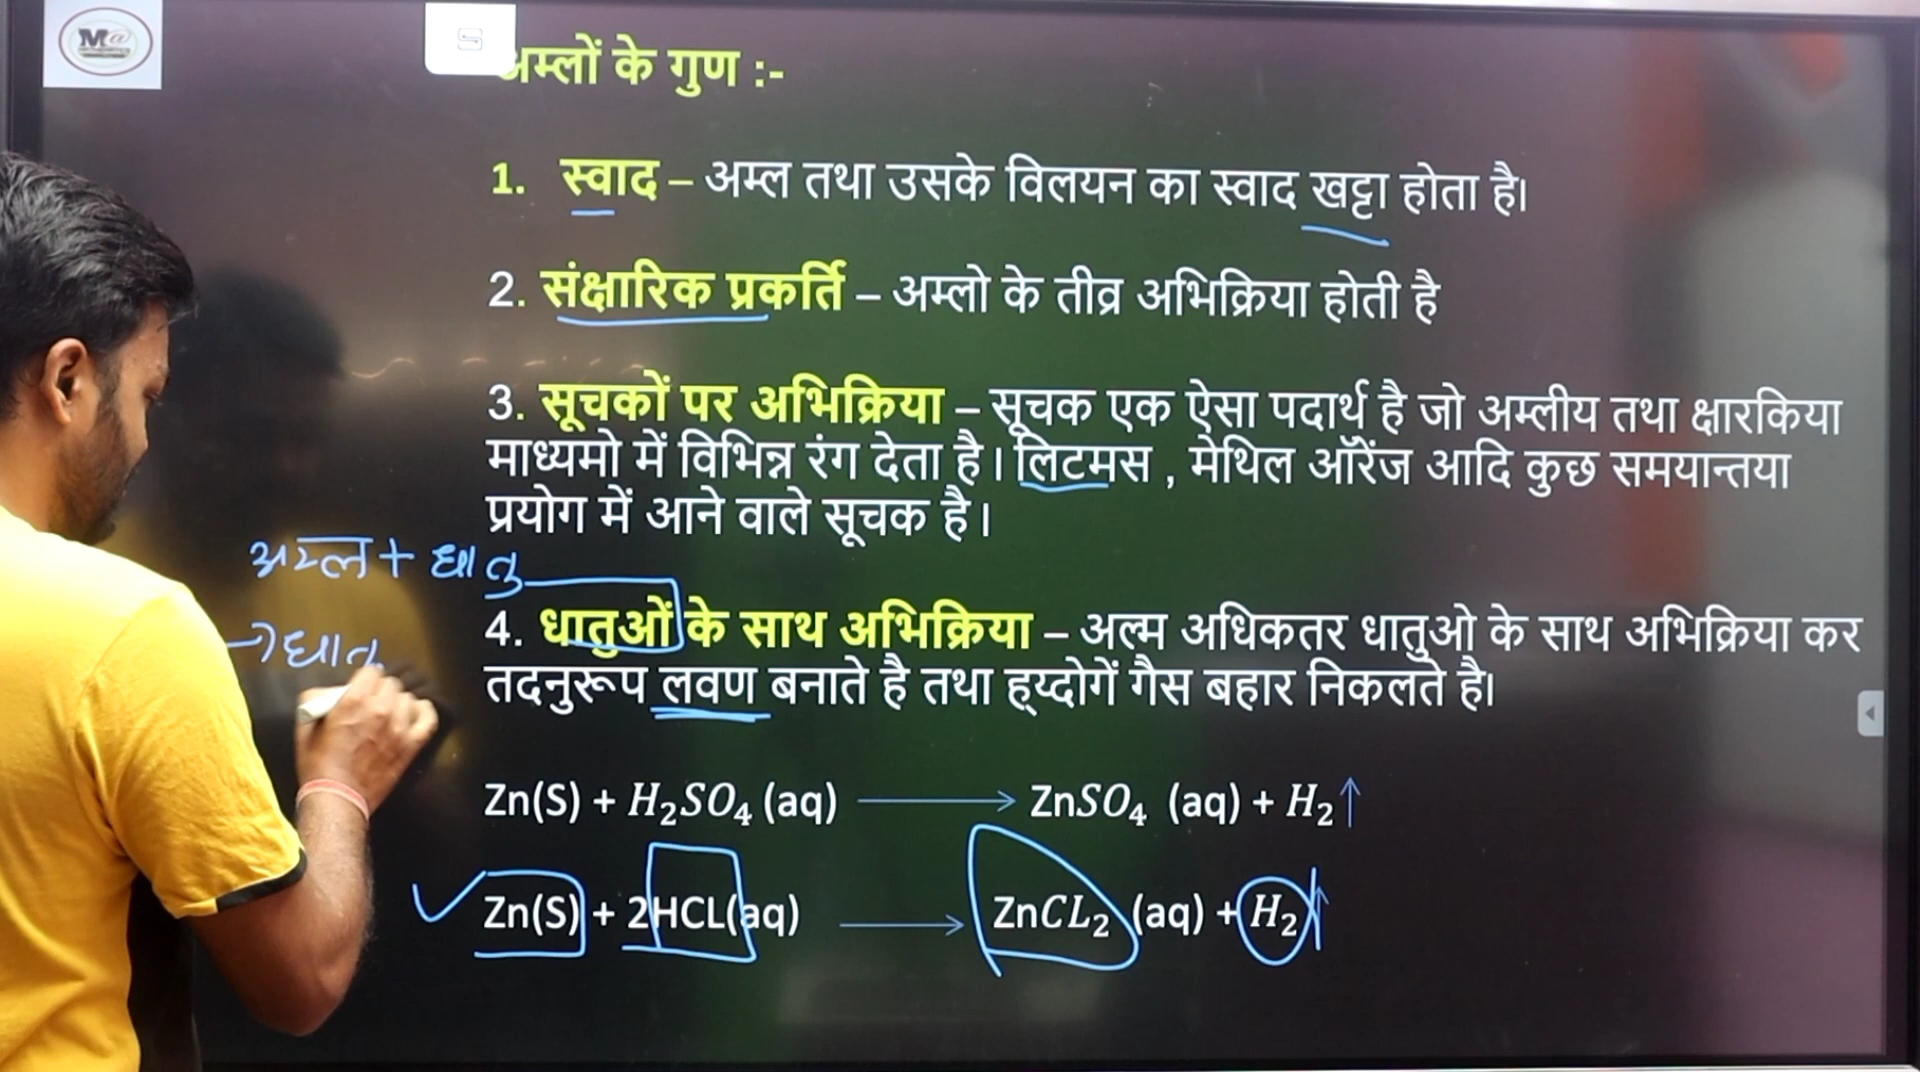 M@
अम्लों के गुण :-
1. स्वाद – अम्ल तथा उसके विलयन का स्वाद खट्टा होता है।
2. संक्षारिक प्रकर्ति – अम्लो के तीव्र अभिक्रिया होती है
3. सूचकों पर अभिक्रिया – सूचक एक ऐसा पदार्थ है जो अम्लीय तथा क्षारकिया
माध्यमो में विभिन्न रंग देता है। लिटमस , मेथिल ऑरेंज आदि कुछ समयान्तया
प्रयोग में आने वाले सूचक है।
अम्ल + धातु
→ धातु
4. धातुओं के साथ अभिक्रिया – अल्म अधिकतर धातुओ के साथ अभिक्रिया कर
तदनुरूप लवण बनाते है तथा ह्य्दोगें गैस बहार निकलते है।
Zn(S) + H₂SO₄ (aq) ⟶ ZnSO₄ (aq) + H₂↑
Zn(S) + 2HCL(aq) ⟶ ZnCL₂ (aq) + H₂↑